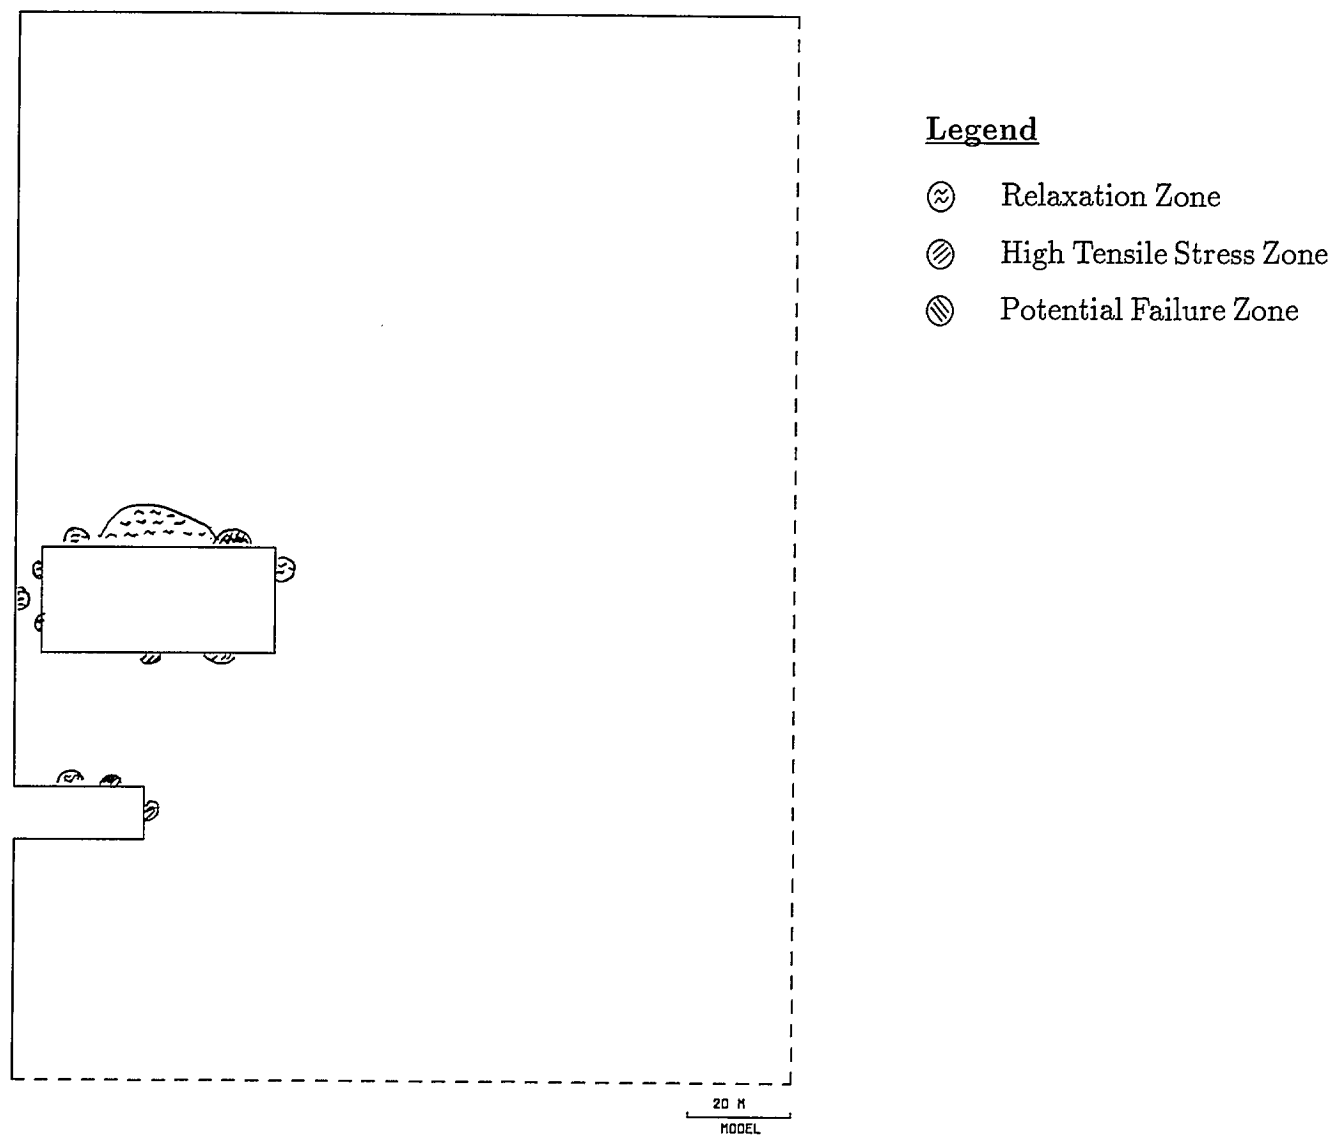 Legend
Relaxation Zone
High Tensile Stress Zone
Potential Failure Zone
20 M
MODEL